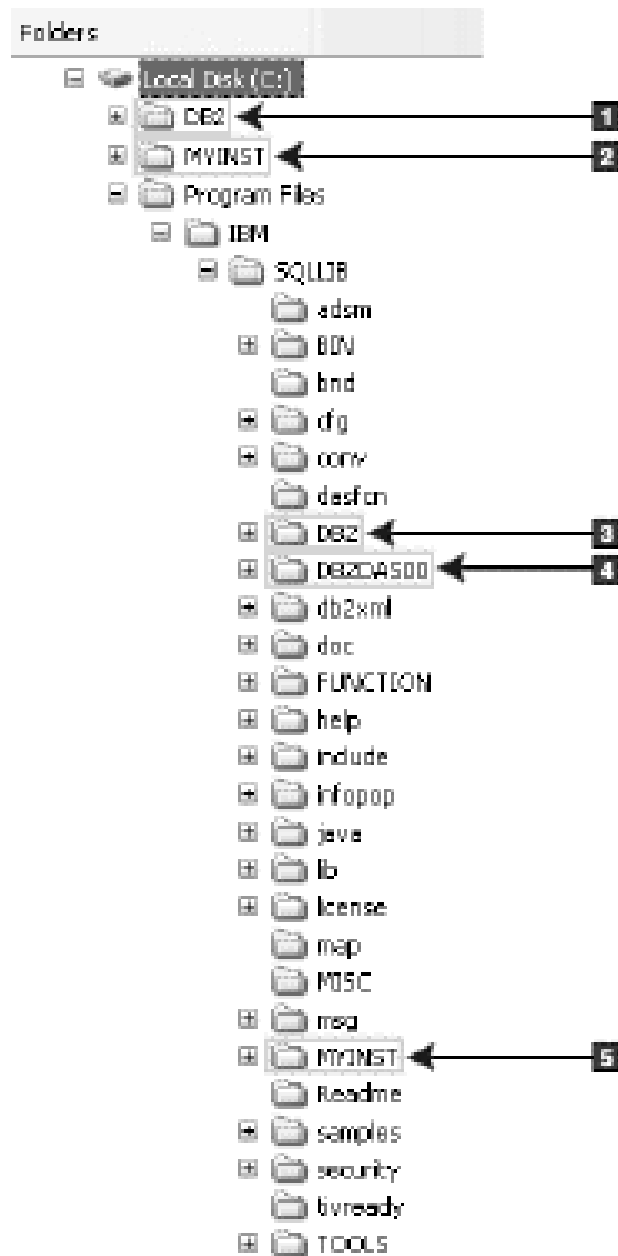 Folders
Local Disk (C:)
DB2 1
MYINST 2
Program Files
IBM
SQLLIB
adsm
BIN
bnd
cfg
conv
dasfcn
DB2 3
DB2DAS00 4
db2xml
doc
FUNCTION
help
include
infopop
java
lib
license
map
MISC
msg
MYINST 5
Readme
samples
security
tivready
TOOLS